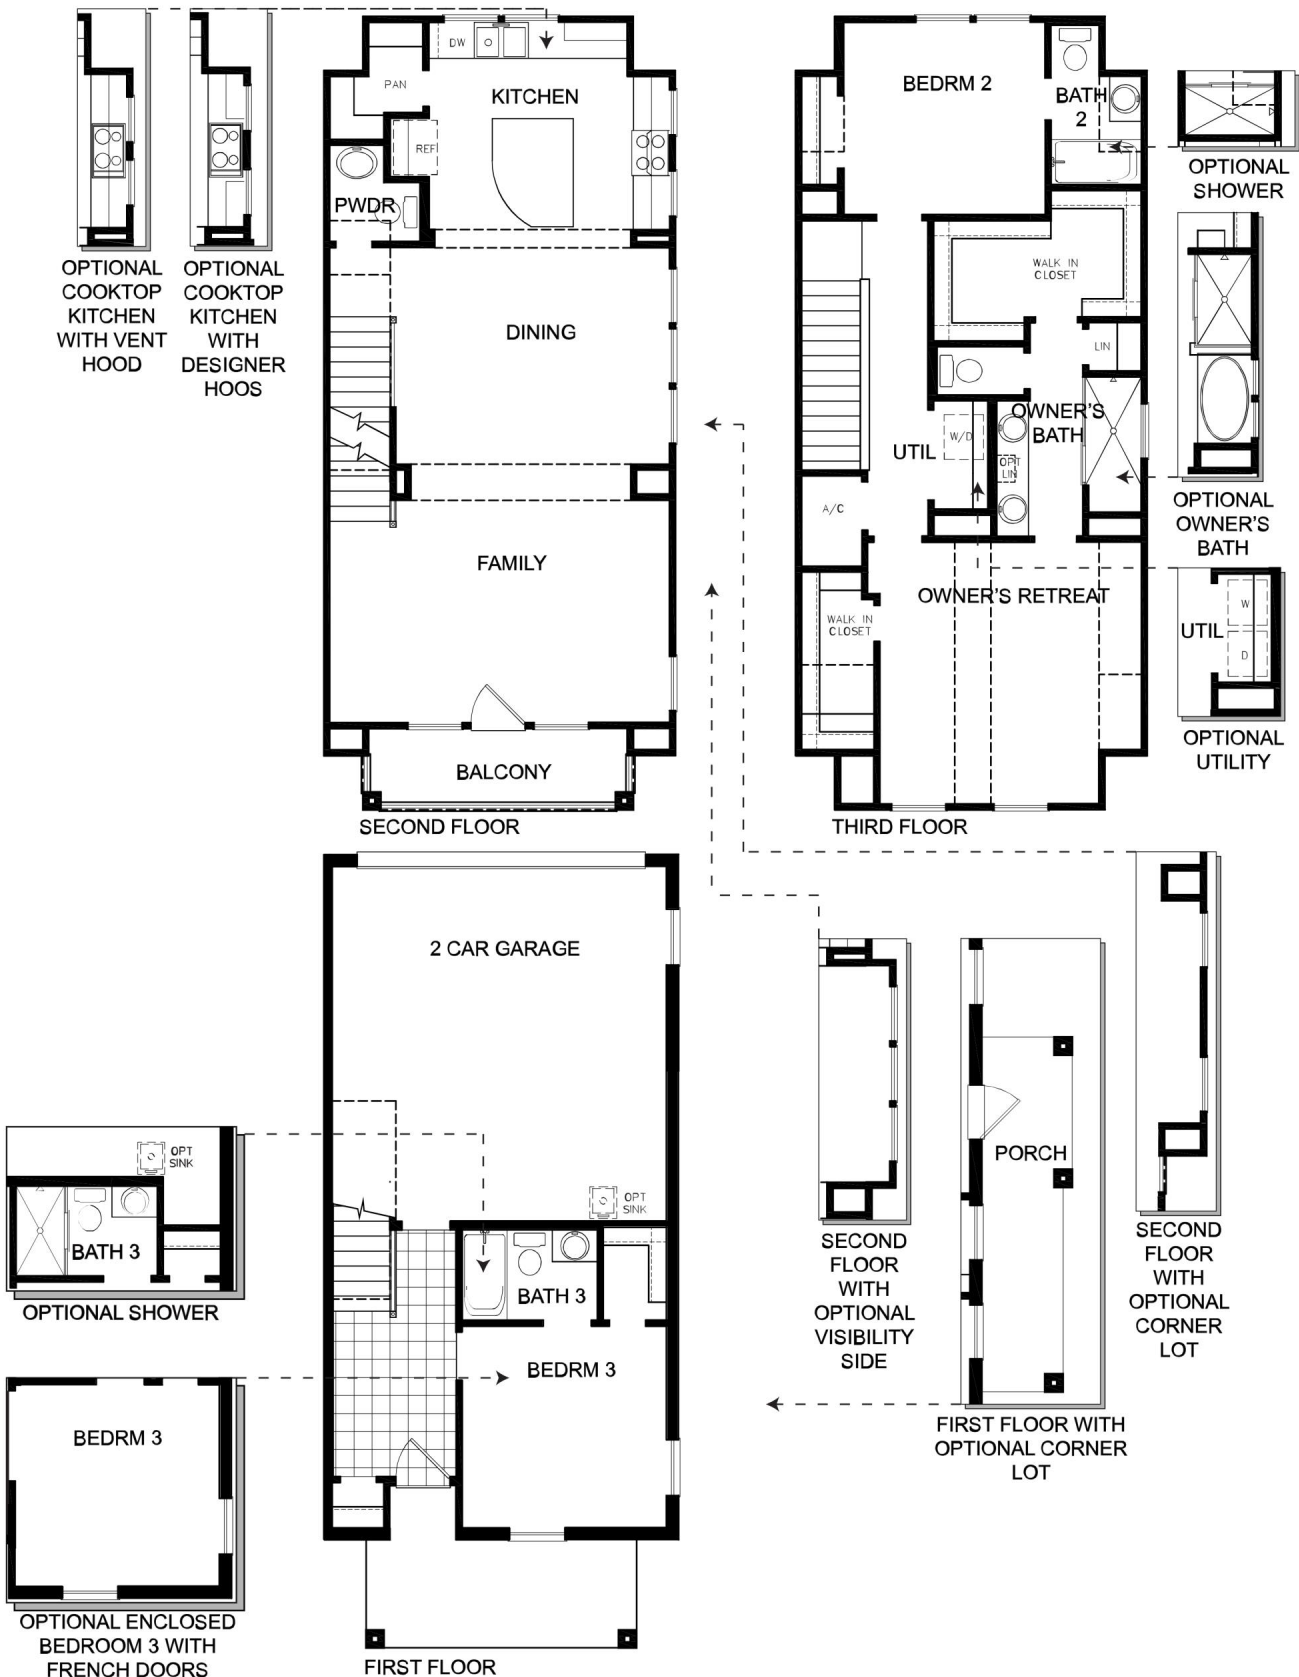 OPTIONAL
COOKTOP
KITCHEN
WITH VENT
HOOD
OPTIONAL
COOKTOP
KITCHEN
WITH
DESIGNER
HOOS
DW
PAN
KITCHEN
REF
PWDR
DINING
FAMILY
BALCONY
SECOND FLOOR
BEDRM 2
BATH
2
WALK IN
CLOSET
LIN
OWNER'S
BATH
W/D
UTIL
OPT
LIN
A/C
OWNER'S RETREAT
WALK IN
CLOSET
THIRD FLOOR
OPTIONAL
SHOWER
OPTIONAL
OWNER'S
BATH
W
UTIL
D
OPTIONAL
UTILITY
2 CAR GARAGE
OPT
SINK
BATH 3
BEDRM 3
FIRST FLOOR
OPT
SINK
BATH 3
OPTIONAL SHOWER
BEDRM 3
OPTIONAL ENCLOSED
BEDROOM 3 WITH
FRENCH DOORS
SECOND
FLOOR
WITH
OPTIONAL
VISIBILITY
SIDE
PORCH
FIRST FLOOR WITH
OPTIONAL CORNER
LOT
SECOND
FLOOR
WITH
OPTIONAL
CORNER
LOT